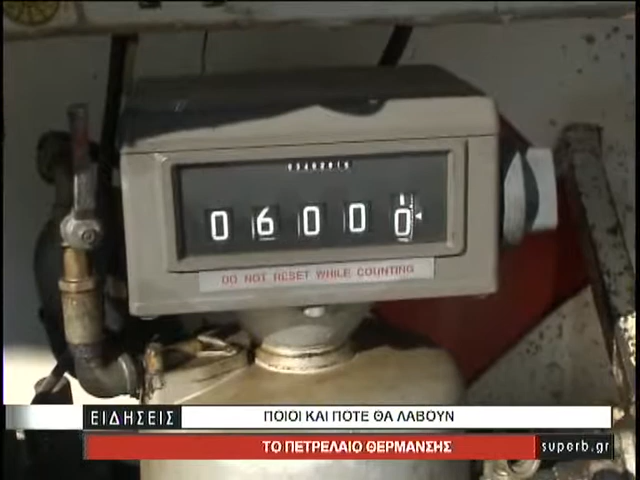 06000
DO NOT RESET WHILE COUNTING
ΕΙΔΗΣΕΙΣ
ΠΟΙΟΙ ΚΑΙ ΠΟΤΕ ΘΑ ΛΑΒΟΥΝ
ΤΟ ΠΕΤΡΕΛΑΙΟ ΘΕΡΜΑΝΣΗΣ
superb.gr